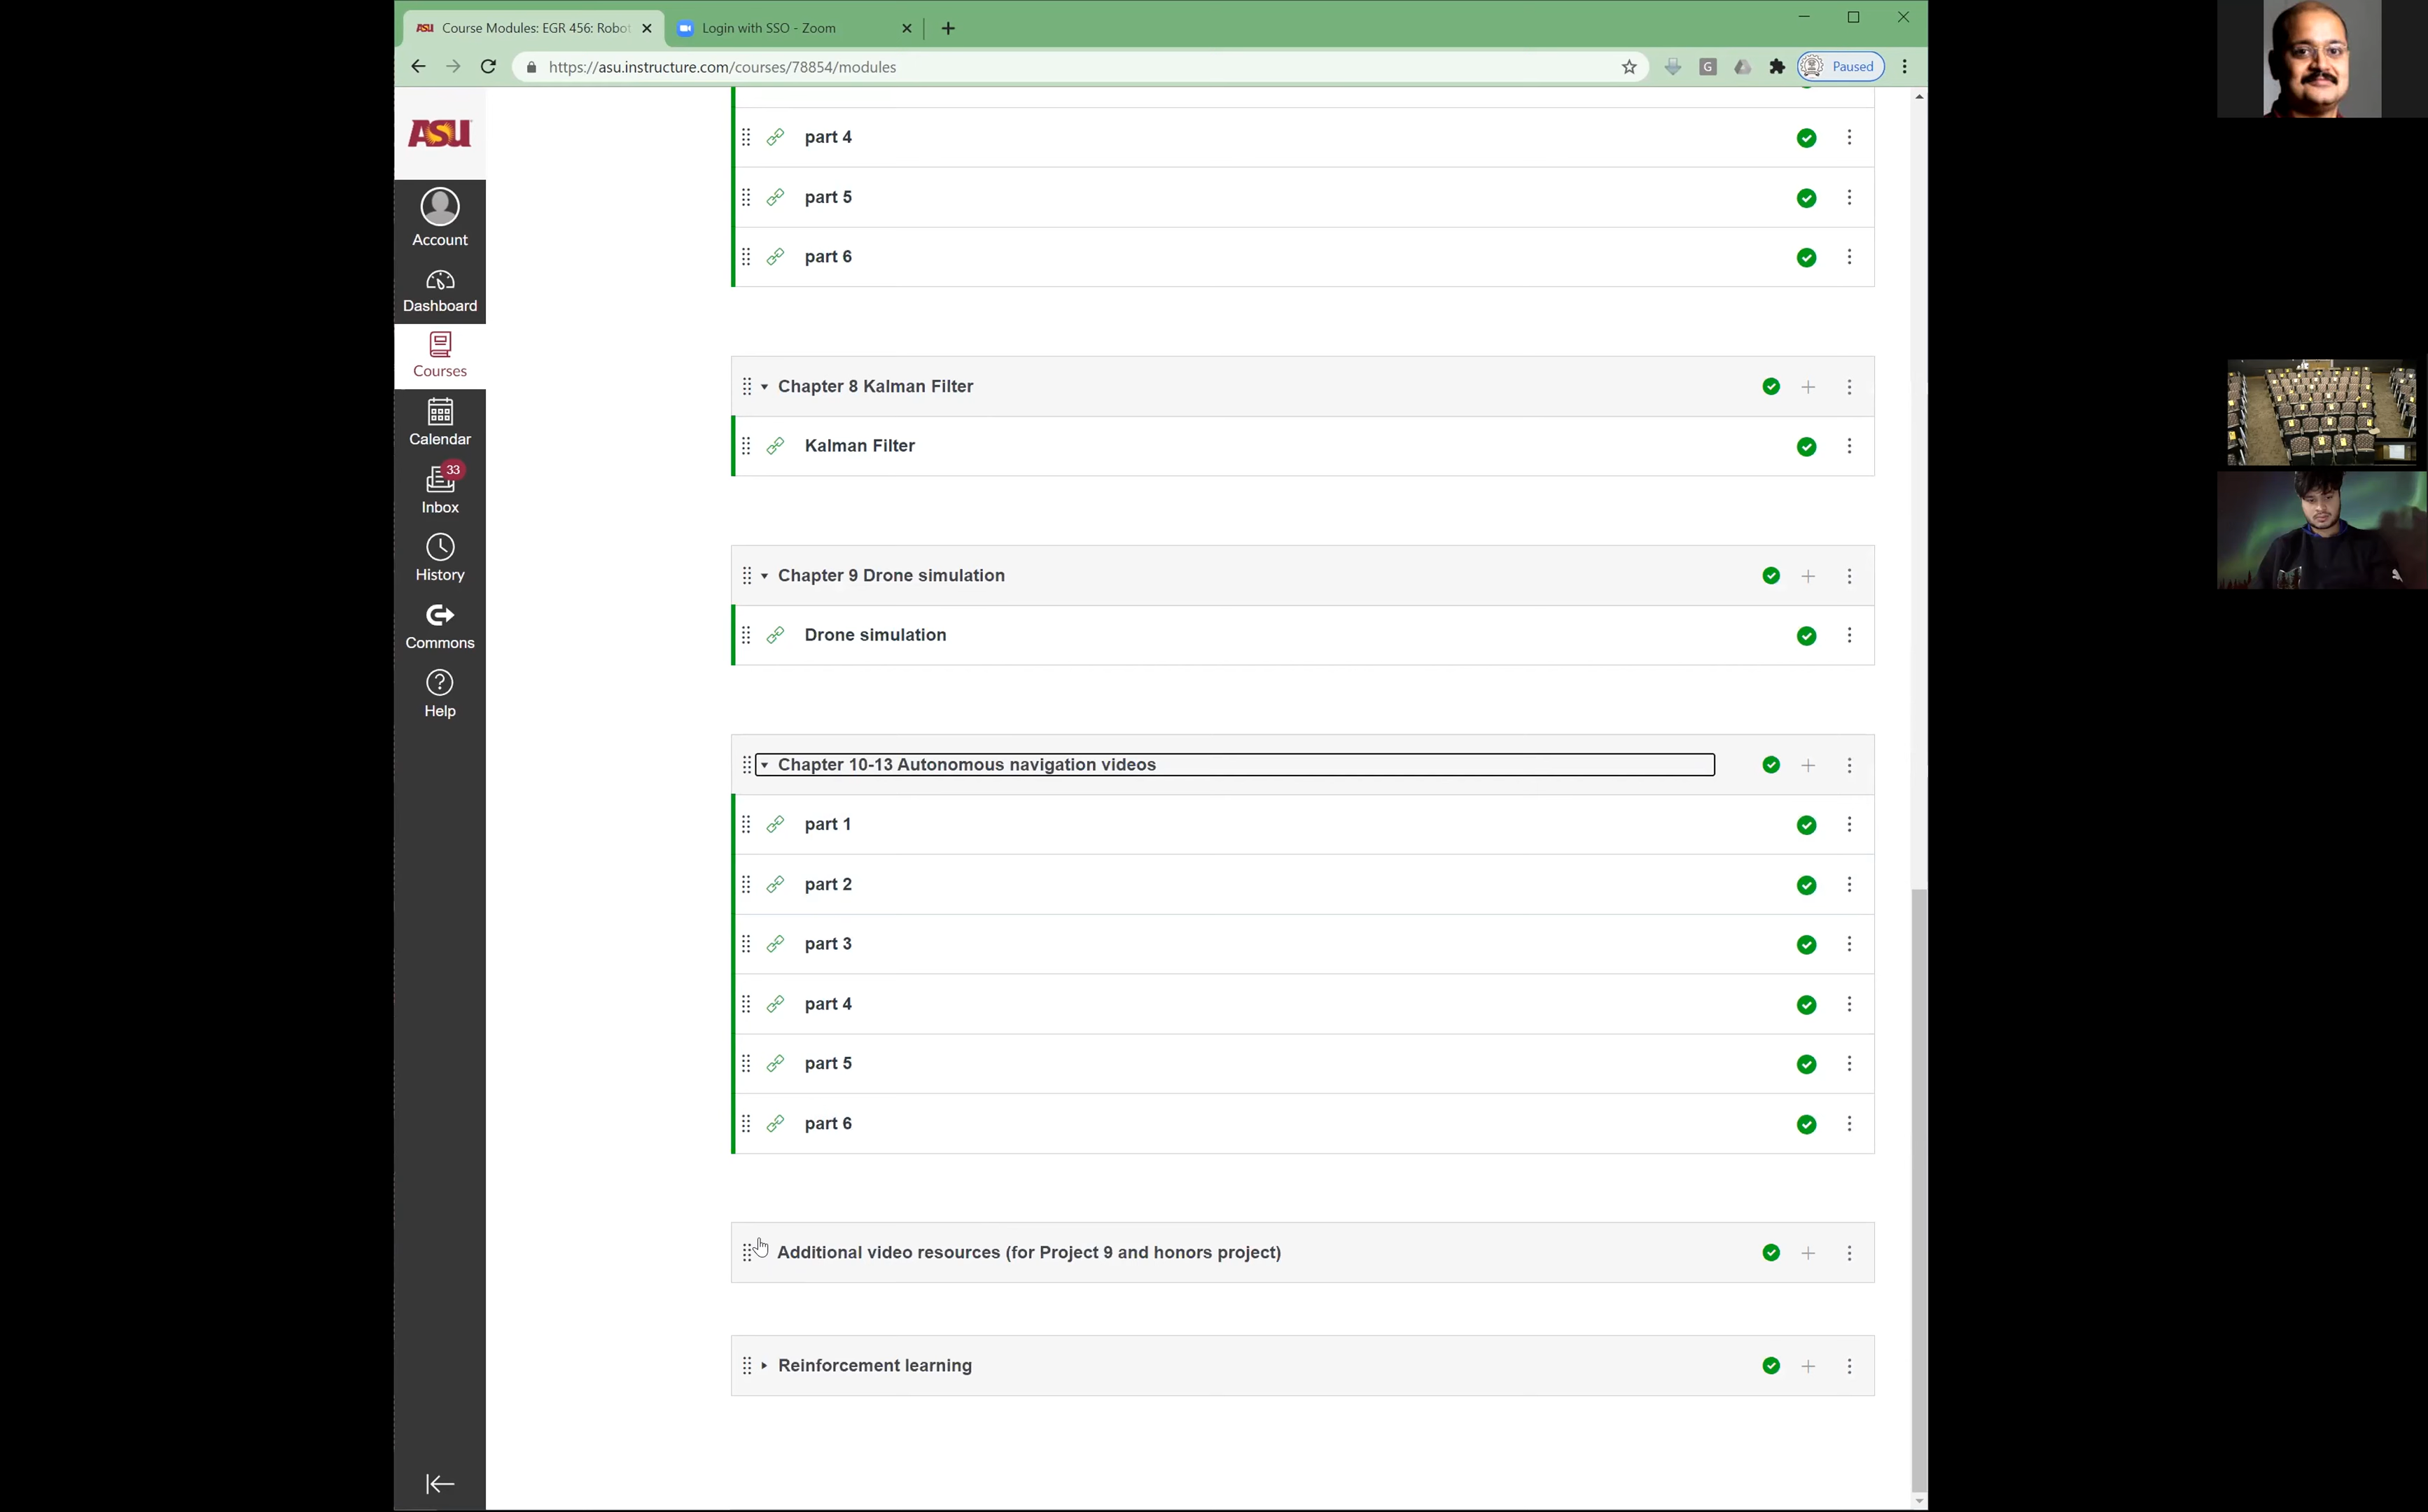 Course Modules: EGR 456: Robot
Login with SSO - Zoom
https://asu.instructure.com/courses/78854/modules
G
Paused
ASU
Account
Dashboard
Courses
Calendar
33
Inbox
History
Commons
Help
part 4
part 5
part 6
Chapter 8 Kalman Filter
Kalman Filter
Chapter 9 Drone simulation
Drone simulation
Chapter 10-13 Autonomous navigation videos
part 1
part 2
part 3
part 4
part 5
part 6
Additional video resources (for Project 9 and honors project)
Reinforcement learning